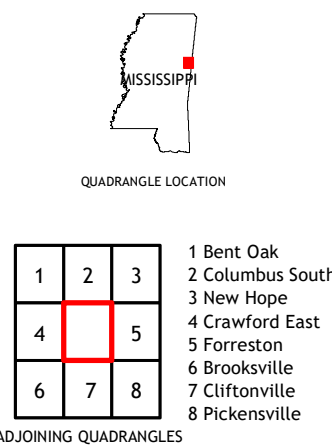 MISSISSIPPI
QUADRANGLE LOCATION
1 2 3
4 5
6 7 8
1 Bent Oak
2 Columbus South
3 New Hope
4 Crawford East
5 Forreston
6 Brooksville
7 Cliftonville
8 Pickensville
ADJOINING QUADRANGLES